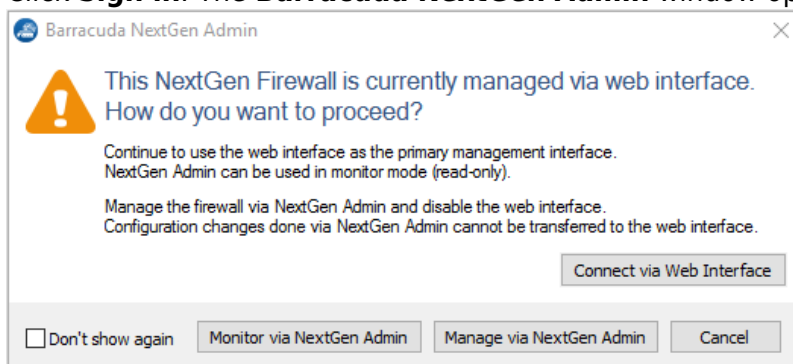 Barracuda NextGen Admin
This NextGen Firewall is currently managed via web interface.
How do you want to proceed?
Continue to use the web interface as the primary management interface.
NextGen Admin can be used in monitor mode (read-only).
Manage the firewall via NextGen Admin and disable the web interface.
Configuration changes done via NextGen Admin cannot be transferred to the web interface.
Connect via Web Interface
Don't show again Monitor via NextGen Admin Manage via NextGen Admin Cancel